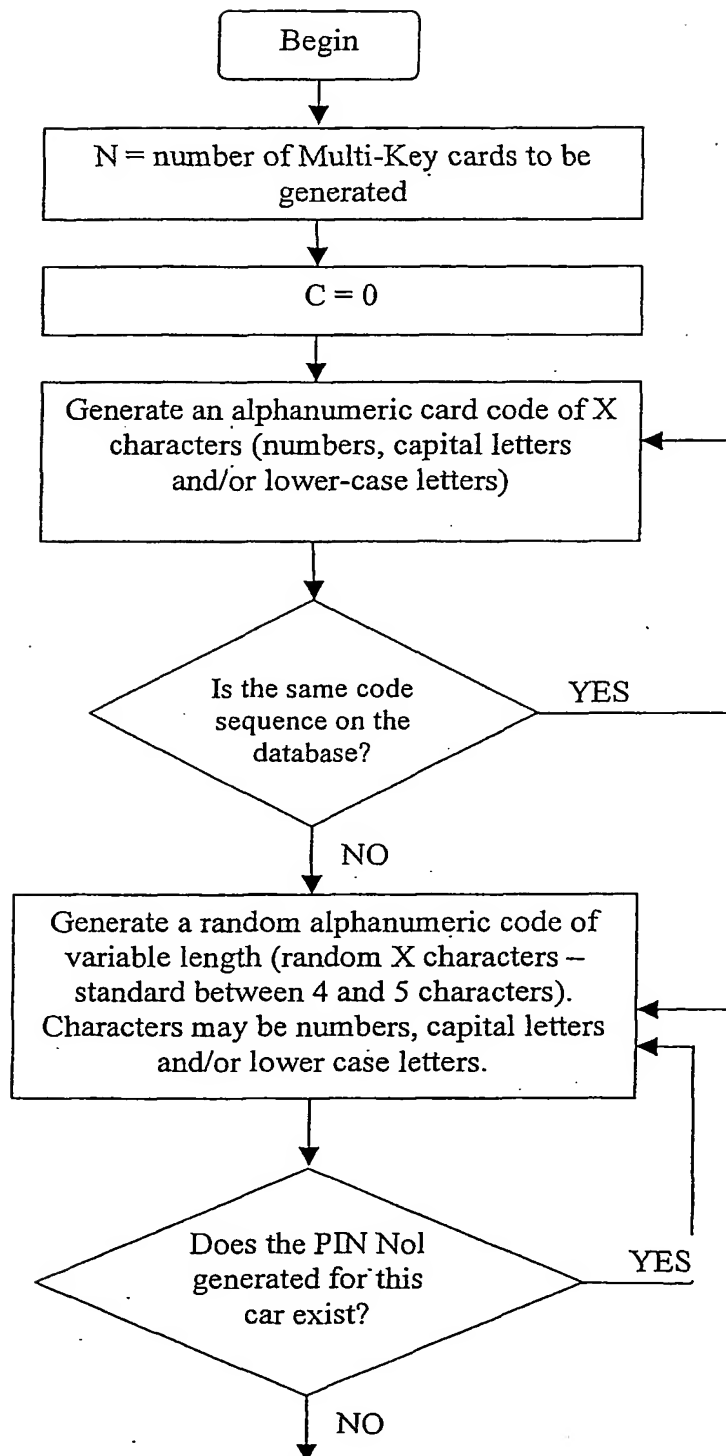 Begin
N = number of Multi-Key cards to be
generated
C = 0
Generate an alphanumeric card code of X
characters (numbers, capital letters
and/or lower-case letters)
Is the same code
sequence on the
database?
YES
NO
Generate a random alphanumeric code of
variable length (random X characters –
standard between 4 and 5 characters).
Characters may be numbers, capital letters
and/or lower case letters.
Does the PIN Nol
generated for this
car exist?
YES
NO